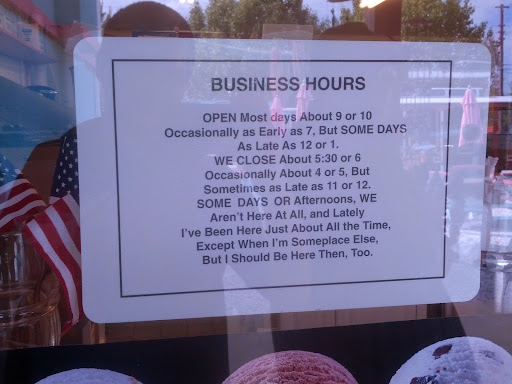 BUSINESS HOURS
OPEN Most days About 9 or 10
Occasionally as Early as 7, But SOME DAYS
As Late As 12 or 1.
WE CLOSE About 5:30 or 6
Occasionally About 4 or 5, But
Sometimes as Late as 11 or 12.
SOME DAYS OR Afternoons, WE
Aren't Here At All, and Lately
I've Been Here Just About All the Time,
Except When I'm Someplace Else,
But I Should Be Here Then, Too.